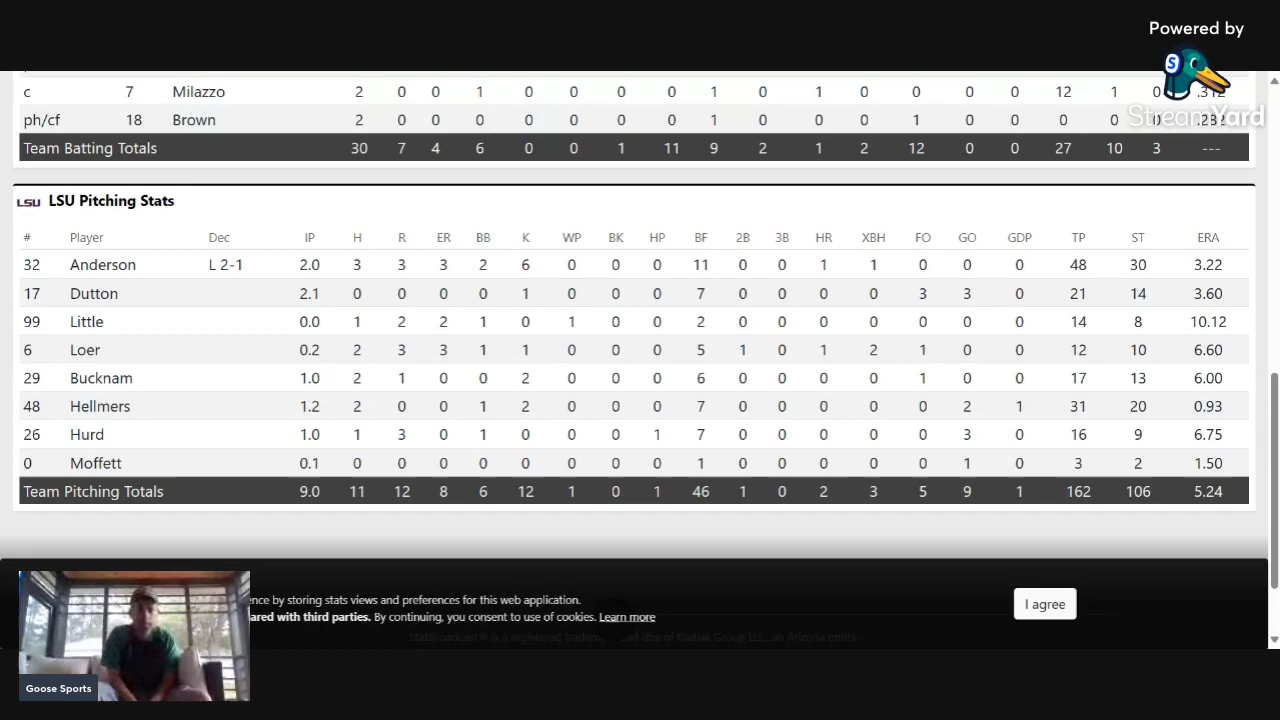 Powered by
StreamYard
c 7 Milazzo 2 0 0 1 0 0 0 0 1 0 1 0 0 0 0 12 1 0 .312
ph/cf 18 Brown 2 0 0 0 0 0 0 0 1 0 0 0 1 0 0 0 0 0
Team Batting Totals 30 7 4 6 0 0 1 11 9 2 1 2 12 0 0 27 10 3 ---
LSU LSU Pitching Stats
# Player Dec IP H R ER BB K WP BK HP BF 2B 3B HR XBH FO GO GDP TP ST ERA
32 Anderson L 2-1 2.0 3 3 3 2 6 0 0 0 11 0 0 1 1 0 0 0 48 30 3.22
17 Dutton 2.1 0 0 0 0 1 0 0 0 7 0 0 0 0 3 3 0 21 14 3.60
99 Little 0.0 1 2 2 1 0 1 0 0 2 0 0 0 0 0 0 0 14 8 10.12
6 Loer 0.2 2 3 3 1 1 0 0 0 5 1 0 1 2 1 0 0 12 10 6.60
29 Bucknam 1.0 2 1 0 0 2 0 0 0 6 0 0 0 0 1 0 0 17 13 6.00
48 Hellmers 1.2 2 0 0 1 2 0 0 0 7 0 0 0 0 0 2 1 31 20 0.93
26 Hurd 1.0 1 3 0 1 0 0 0 1 7 0 0 0 0 0 3 0 16 9 6.75
0 Moffett 0.1 0 0 0 0 0 0 0 0 1 0 0 0 0 0 1 0 3 2 1.50
Team Pitching Totals 9.0 11 12 8 6 12 1 0 1 46 1 0 2 3 5 9 1 162 106 5.24
nce by storing stats views and preferences for this web application.
ared with third parties. By continuing, you consent to use of cookies. Learn more
I agree
StatBroadcast® is a registered and dba of Radiak Group LLC, an Arizona entity
Goose Sports